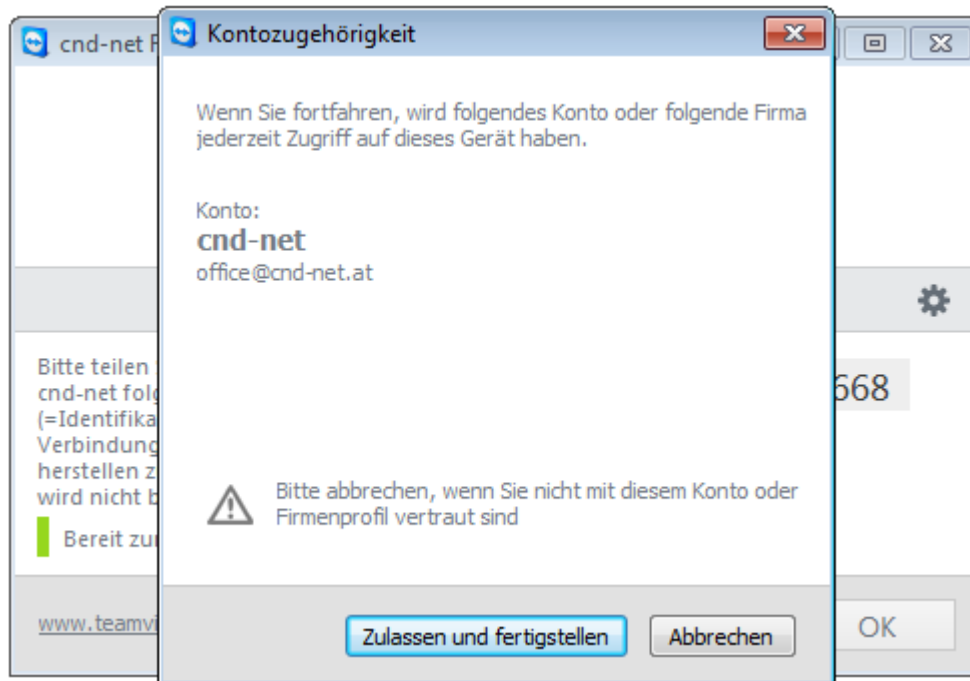 cnd-net
Kontozugehörigkeit
Wenn Sie fortfahren, wird folgendes Konto oder folgende Firma
jederzeit Zugriff auf dieses Gerät haben.
Konto:
cnd-net
office@cnd-net.at
Bitte teilen
cnd-net
(=Identifika
668
Verbindung
herstellen z
wird nicht b
Bitte abbrechen, wenn Sie nicht mit diesem Konto oder
Firmenprofil vertraut sind
Bereit zu
www.teamvi
Zulassen und fertigstellen
Abbrechen
OK